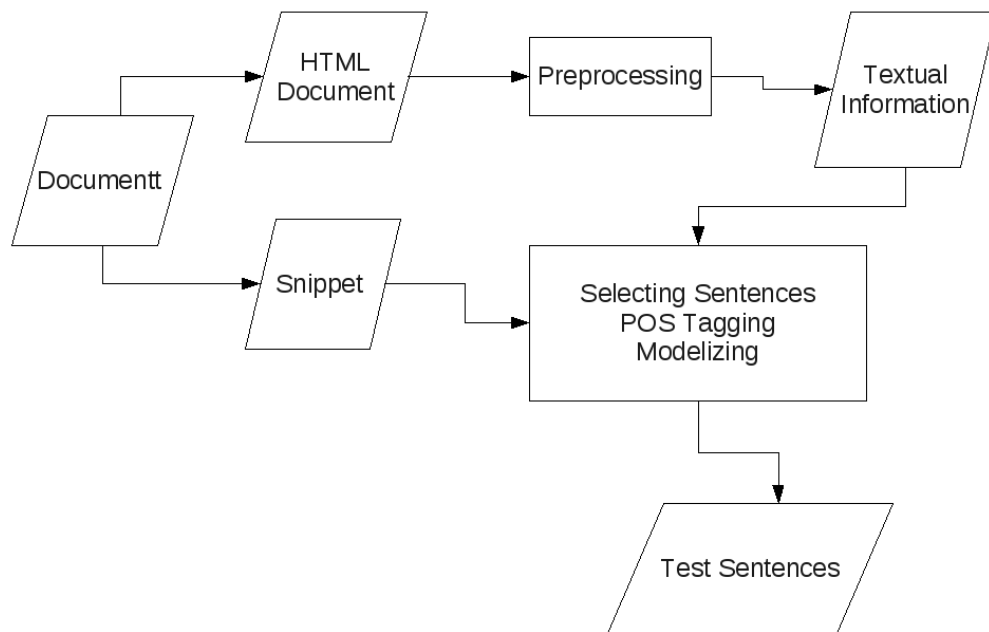 HTML
Document
Preprocessing
Textual
Information
Documentt
Snippet
Selecting Sentences
POS Tagging
Modelizing
Test Sentences